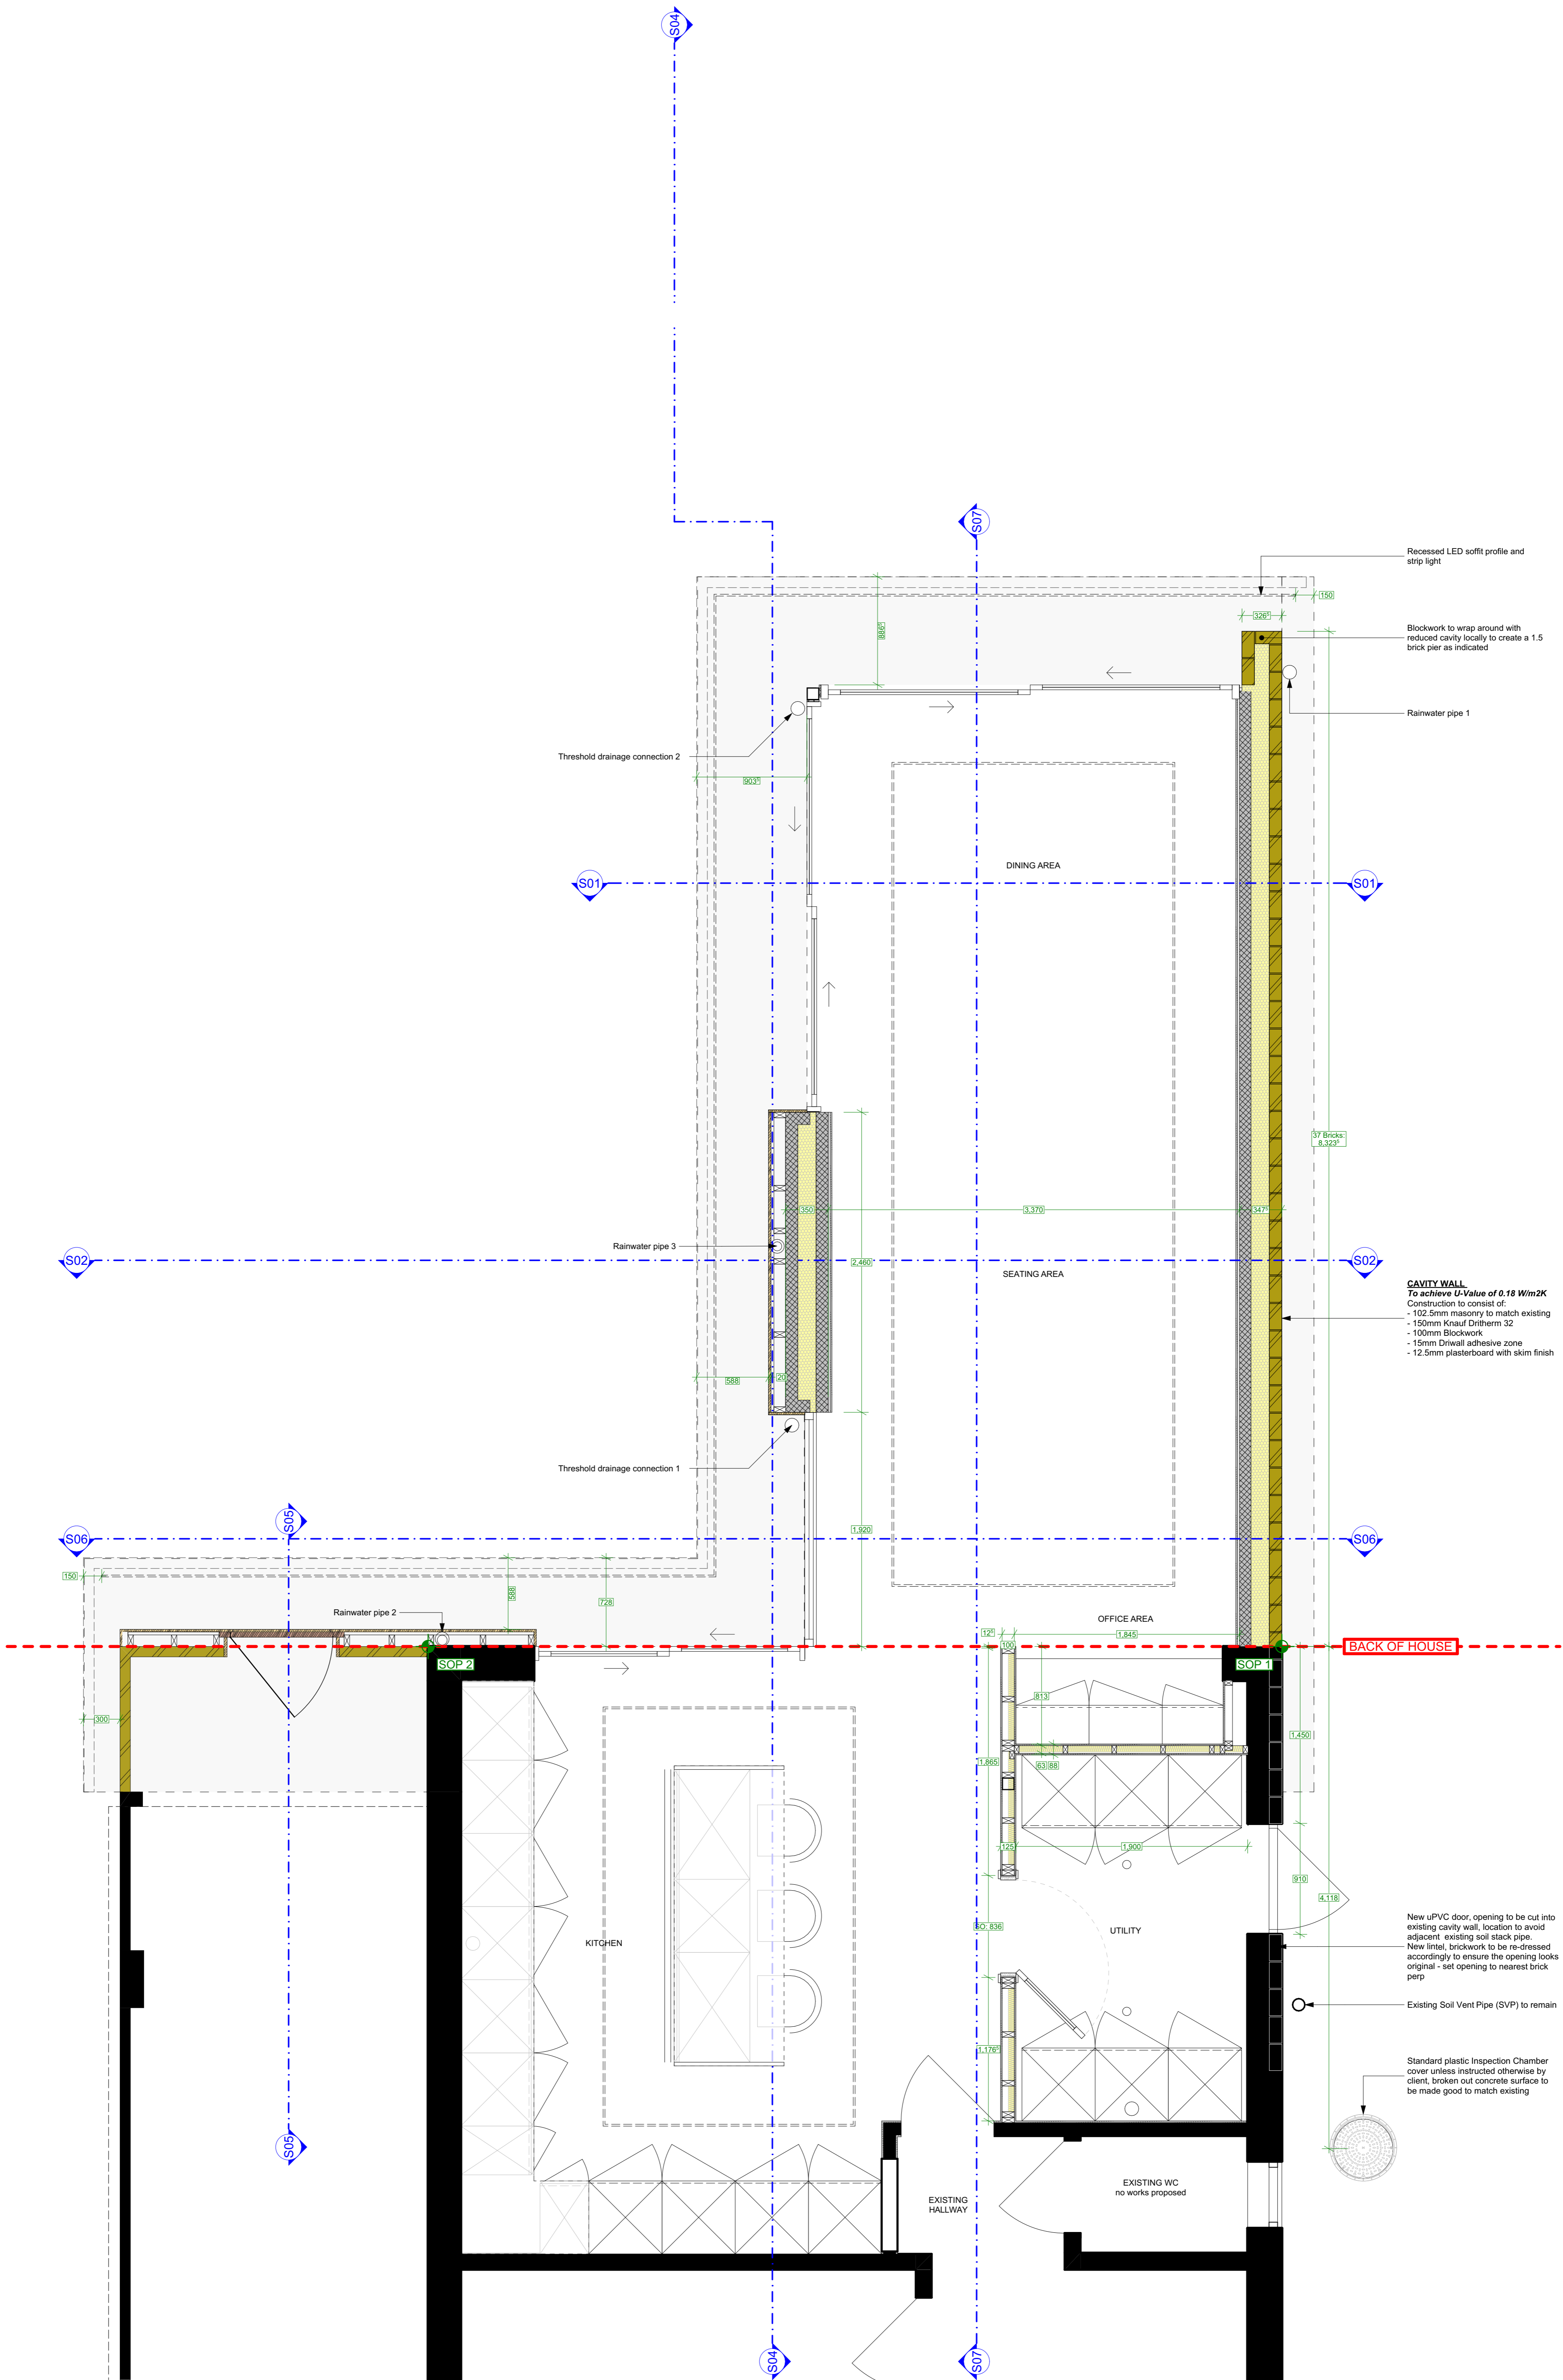 S04
S07
Recessed LED soffit profile and
strip light
150
326⁵
886⁵
Blockwork to wrap around with
reduced cavity locally to create a 1.5
brick pier as indicated
Rainwater pipe 1
Threshold drainage connection 2
903⁵
DINING AREA
S01
S01
37 Bricks:
8,323⁵
350
3,370
347⁵
Rainwater pipe 3
S02
2,460
S02
SEATING AREA
CAVITY WALL
To achieve U-Value of 0.18 W/m2K
Construction to consist of:
- 102.5mm masonry to match existing
- 150mm Knauf Dritherm 32
- 100mm Blockwork
- 15mm Driwall adhesive zone
- 12.5mm plasterboard with skim finish
588
20
Threshold drainage connection 1
S05
S06
1,920
S06
150
588
728
Rainwater pipe 2
OFFICE AREA
12⁵
1,845
100
BACK OF HOUSE
SOP 2
SOP 1
813
300
1,450
1,865
63
88
125
1,900
910
4,118
SO: 836
UTILITY
KITCHEN
New uPVC door, opening to be cut into
existing cavity wall, location to avoid
adjacent existing soil stack pipe.
New lintel, brickwork to be re-dressed
accordingly to ensure the opening looks
original - set opening to nearest brick
perp
Existing Soil Vent Pipe (SVP) to remain
1,176⁵
Standard plastic Inspection Chamber
cover unless instructed otherwise by
client, broken out concrete surface to
be made good to match existing
S05
EXISTING WC
no works proposed
EXISTING
HALLWAY
S04
S07